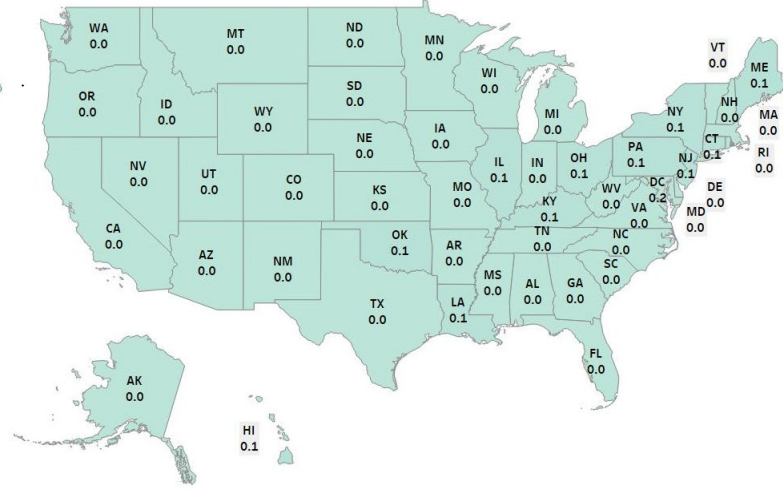 WA
0.0
MT
0.0
ND
0.0
MN
0.0
VT
0.0
ME
0.1
OR
0.0
ID
0.0
WY
0.0
SD
0.0
WI
0.0
MI
0.0
NY
0.1
NH
0.0
MA
0.0
NV
0.0
UT
0.0
CO
0.0
NE
0.0
IA
0.0
IL
0.1
IN
0.0
OH
0.1
PA
0.1
NJ
0.1
CT
0.1
RI
0.0
CA
0.0
KS
0.0
MO
0.0
KY
0.1
WV
0.0
VA
0.0
DC
0.2
DE
0.0
MD
0.0
AZ
0.0
NM
0.0
OK
0.1
AR
0.0
TN
0.0
NC
0.0
SC
0.0
TX
0.0
LA
0.1
MS
0.0
AL
0.0
GA
0.0
FL
0.0
AK
0.0
HI
0.1